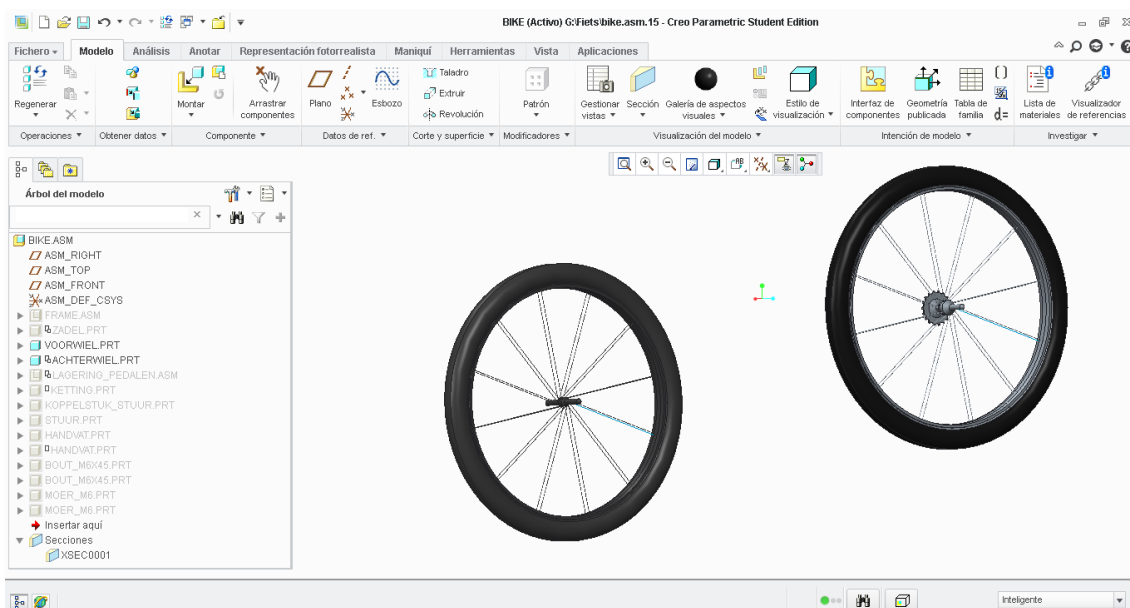 BIKE (Activo) G:\Fiets\bike.asm.15 - Creo Parametric Student Edition
Fichero Modelo Análisis Anotar Representación fotorrealista Maniquí Herramientas Vista Aplicaciones
Regenerar
Montar
Arrastrar componentes
Plano
Esbozo
Taladro
Extruir
Revolución
Patrón
Gestionar vistas
Sección
Galería de aspectos visuales
Estilo de visualización
Interfaz de componentes
Geometría publicada
Tabla de familia
d=
Lista de materiales
Visualizador de referencias
Operaciones Obtener datos Componente Datos de ref. Corte y superficie Modificadores Visualización del modelo Intención de modelo Investigar
Árbol del modelo
BIKE.ASM
ASM_RIGHT
ASM_TOP
ASM_FRONT
ASM_DEF_CSYS
FRAME.ASM
ZADEL.PRT
VOORWIEL.PRT
ACHTERWIEL.PRT
LAGERING_PEDALEN.ASM
KETTING.PRT
KOPPELSTUK_STUUR.PRT
STUUR.PRT
HANDVAT.PRT
HANDVAT.PRT
BOUT_M6X45.PRT
BOUT_M6X45.PRT
MOER_M6.PRT
MOER_M6.PRT
Insertar aquí
Secciones
XSEC0001
Inteligente